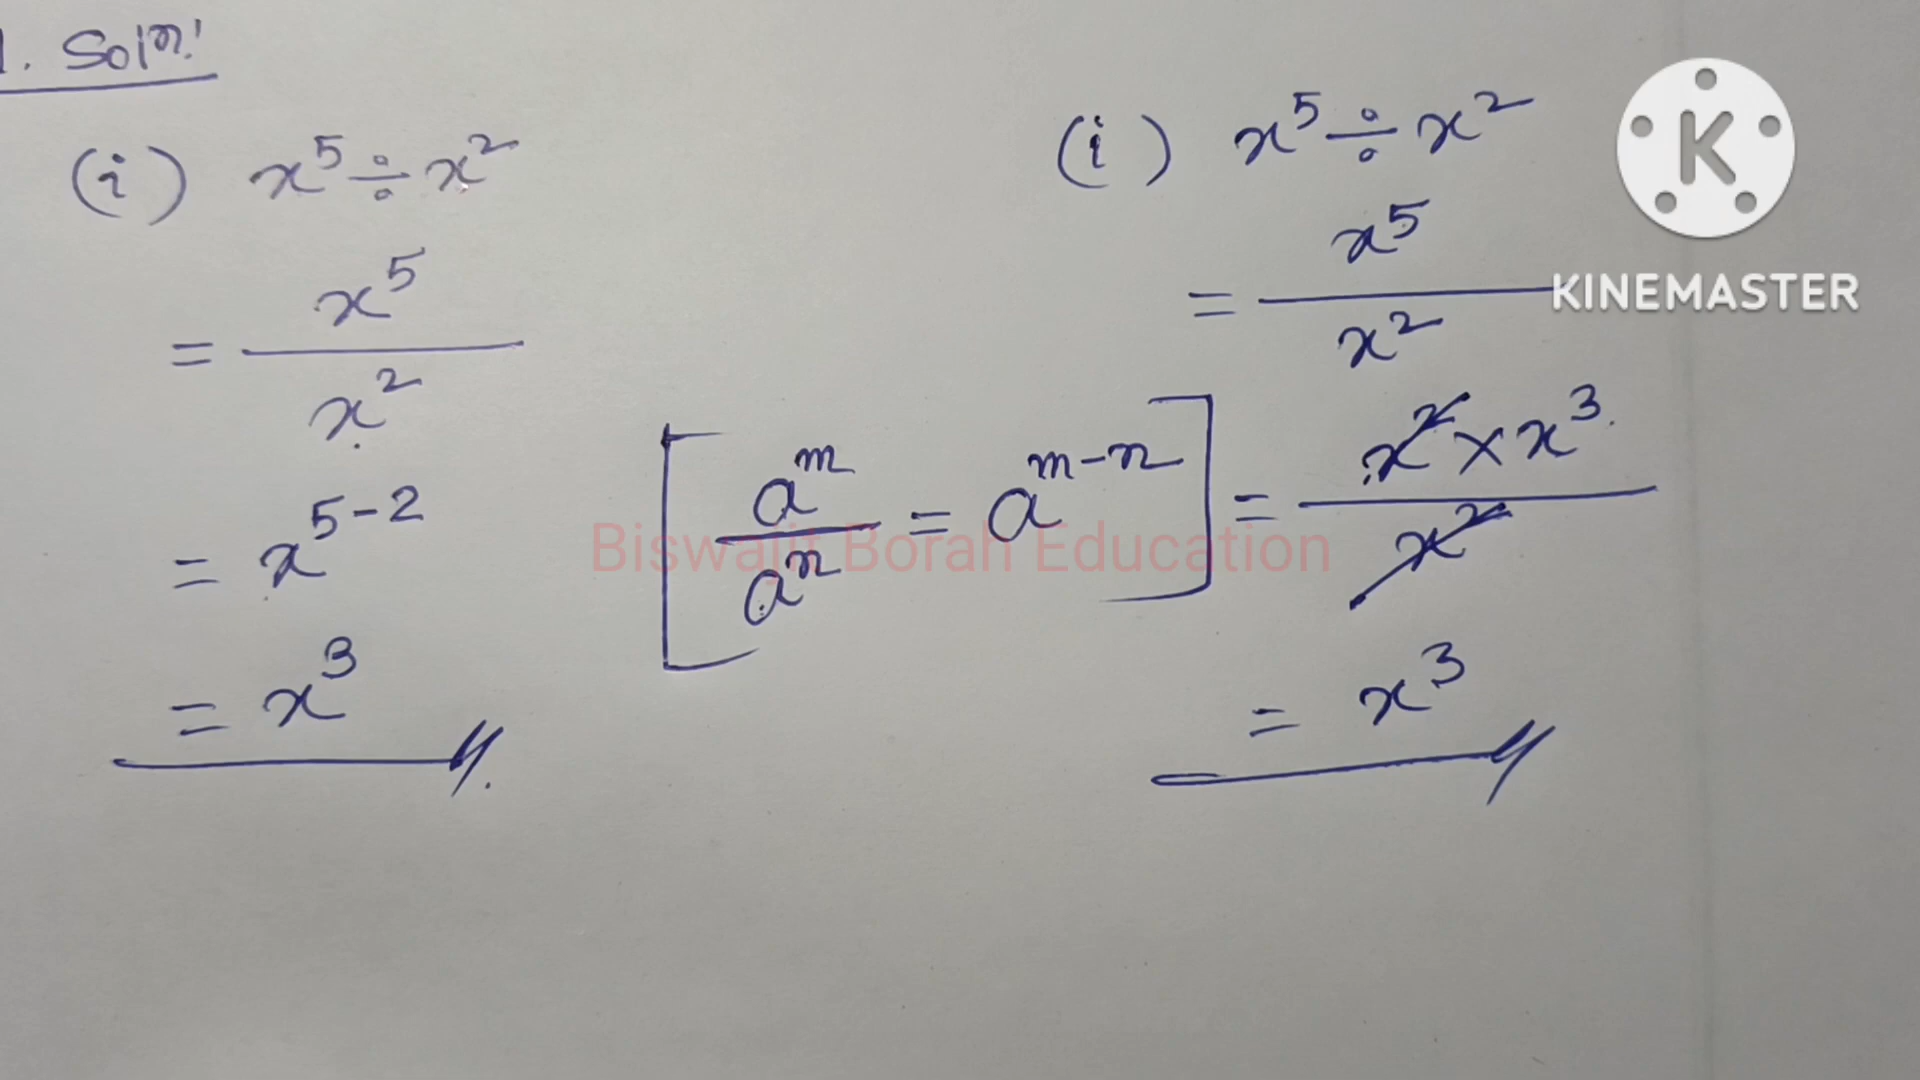 1. Soln!
(i) x⁵ ÷ x²
= x⁵ / x²
= x⁵⁻²
[aᵐ / aⁿ = aᵐ⁻ⁿ]
= x³
(i) x⁵ ÷ x²
= x⁵ / x²
= x² × x³ / x²
= x³
K
KINEMASTER
Biswajit Borah Education